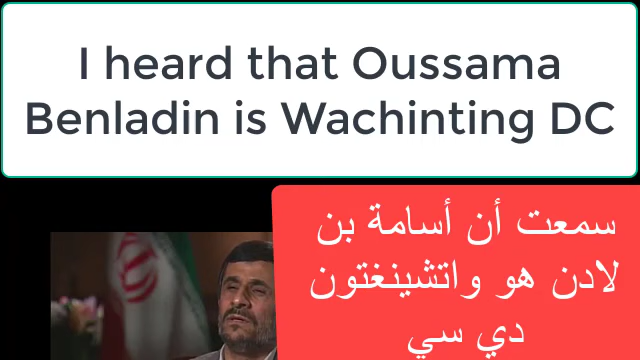 I heard that Oussama
Benladin is Wachinting DC
سمعت أن أسامة بن
لادن هو واتشينغتون
دي سي